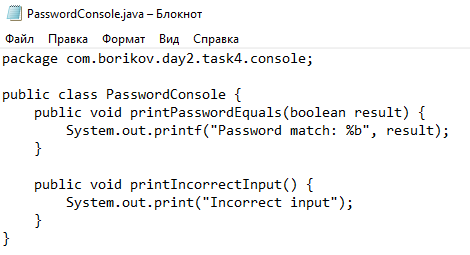 PasswordConsole.java – Блокнот
Файл Правка Формат Вид Справка
package com.borikov.day2.task4.console;

public class PasswordConsole {
    public void printPasswordEquals(boolean result) {
        System.out.printf("Password match: %b", result);
    }

    public void printIncorrectInput() {
        System.out.print("Incorrect input");
    }
}